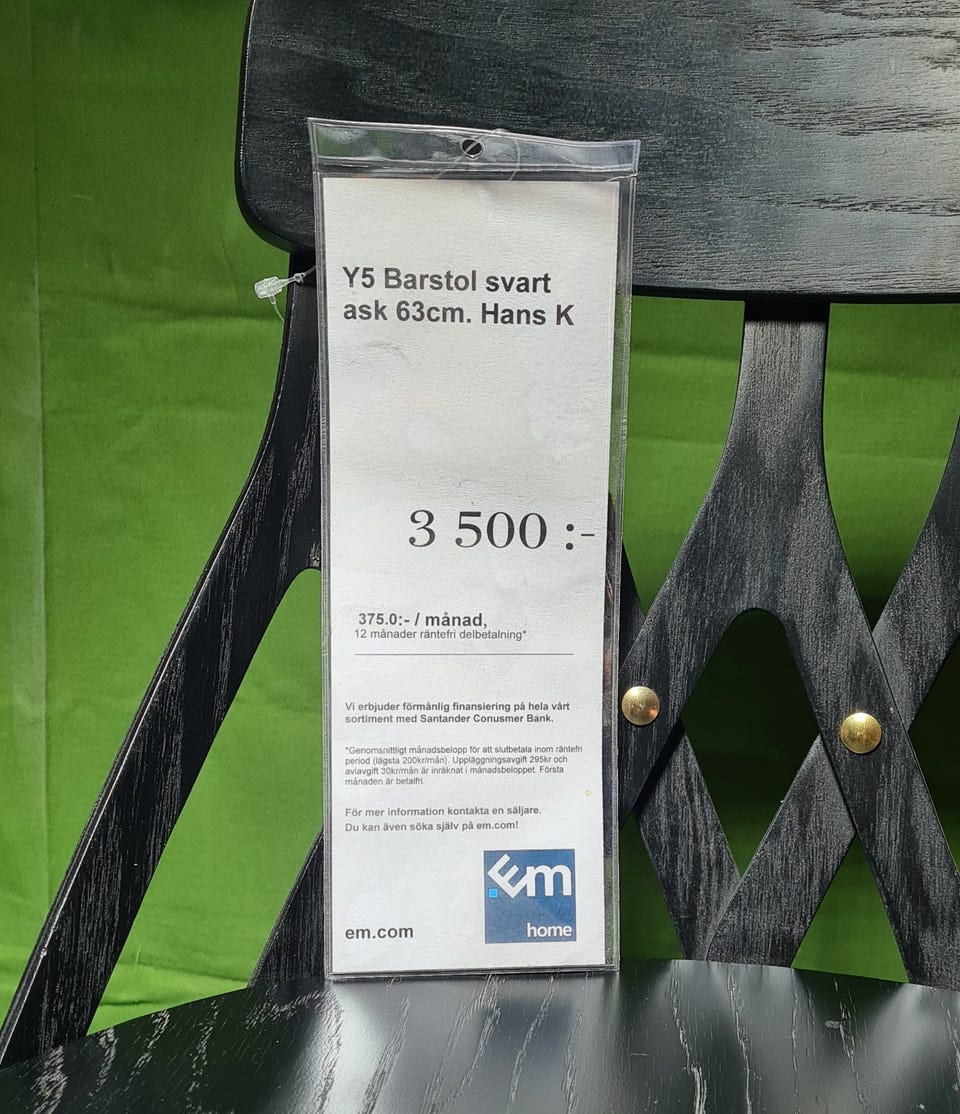 Y5 Barstol svart
ask 63cm. Hans K
3 500 :-
375.0:- / månad,
12 månader räntefri delbetalning*
Vi erbjuder förmånlig finansiering på hela vårt
sortiment med Santander Conusmer Bank.
*Genomsnittligt månadsbelopp för att slutbetala inom räntefri
period (lägsta 200kr/mån). Uppläggningsavgift 295kr och
aviavgift 30kr/mån är inräknat i månadsbeloppet. Första
månaden är betalfri.
För mer information kontakta en säljare.
Du kan även söka själv på em.com!
Em
home
em.com